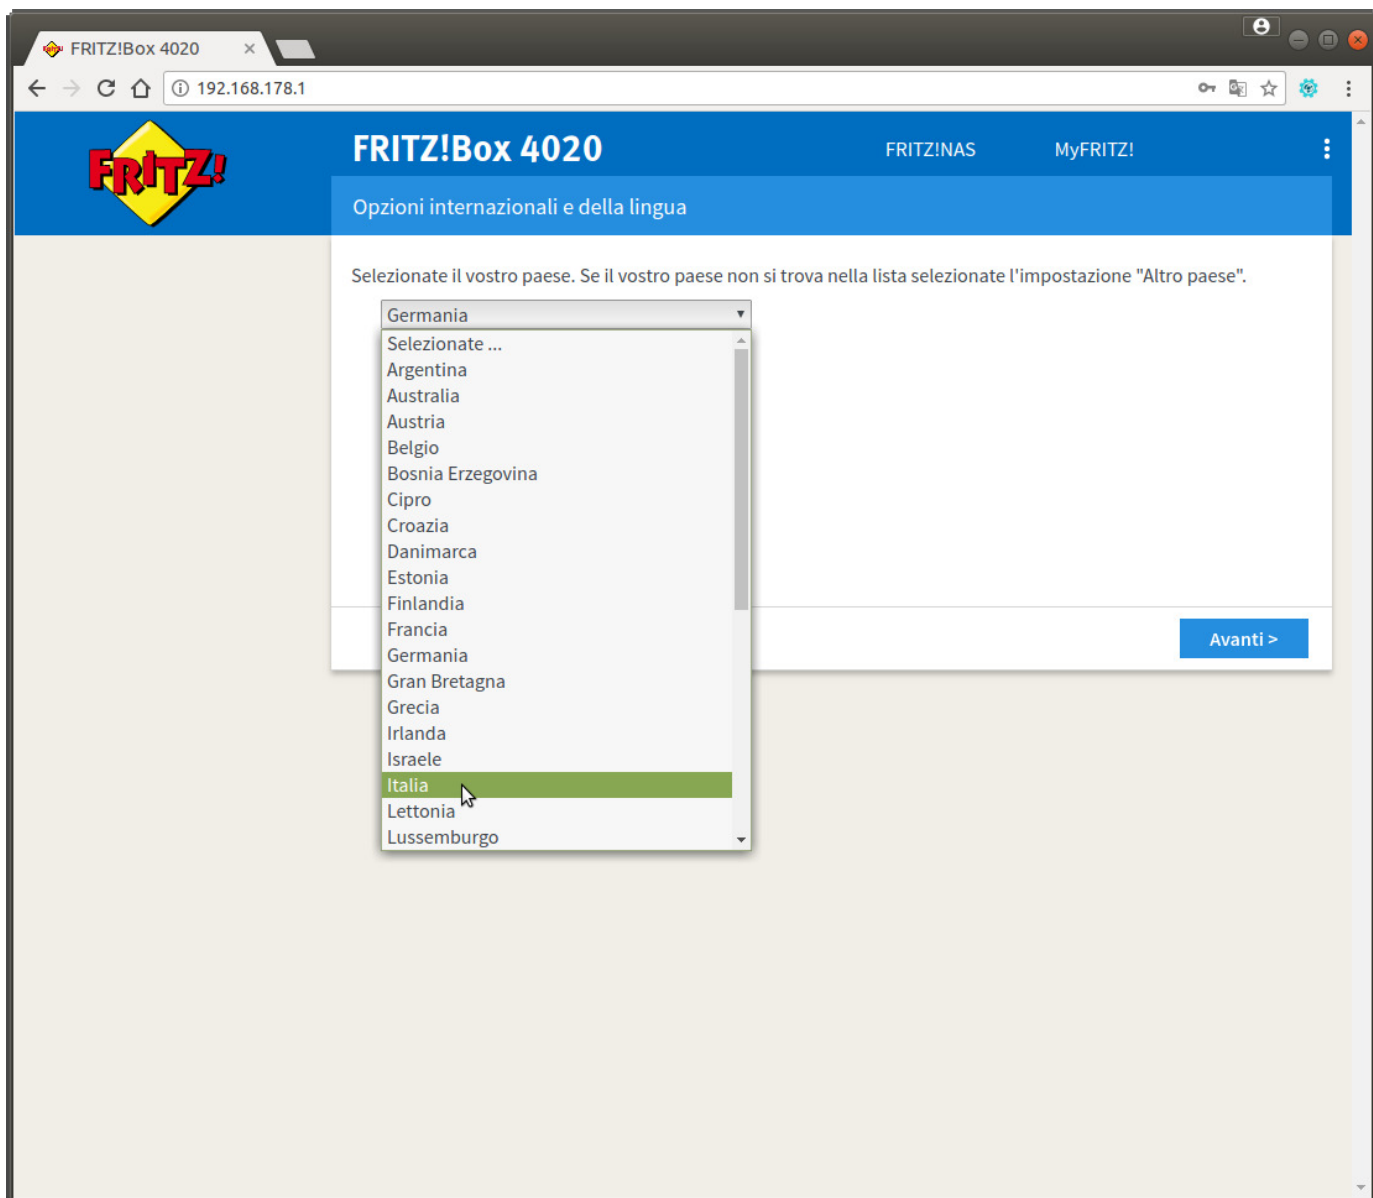 FRITZ!Box 4020
192.168.178.1
FRITZ!
FRITZ!Box 4020
FRITZ!NAS
MyFRITZ!
Opzioni internazionali e della lingua
Selezionate il vostro paese. Se il vostro paese non si trova nella lista selezionate l'impostazione "Altro paese".
Germania
Selezionate ...
Argentina
Australia
Austria
Belgio
Bosnia Erzegovina
Cipro
Croazia
Danimarca
Estonia
Finlandia
Francia
Germania
Gran Bretagna
Grecia
Irlanda
Israele
Italia
Lettonia
Lussemburgo
Avanti >